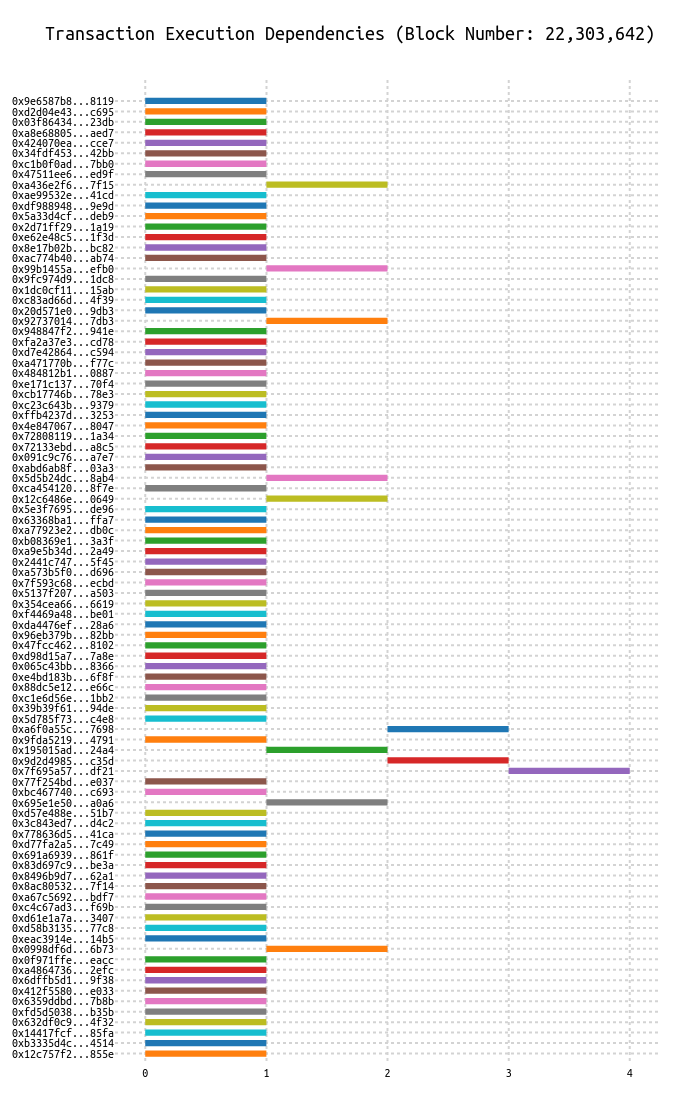 Transaction Execution Dependencies (Block Number: 22,303,642)
0x9e6587b8...8119
0xd2d04e43...c695
0x03f86434...23db
0xa8e68805...aed7
0x424070ea...cce7
0x34fdf453...42bb
0xc1b0f0ad...7bb0
0x47511ee6...ed9f
0xa436e2f6...7f15
0xae99532e...41cd
0xdf988948...9e9d
0x5a33d4cf...deb9
0x2d71ff29...1a19
0xe62e48c5...1f3d
0x8e17b02b...bc82
0xac774b40...ab74
0x99b1455a...efb0
0x9fc974d9...1dc8
0x1dc0cf11...15ab
0xc83ad66d...4f39
0x20d571e0...9db3
0x92737014...7db3
0x948847f2...941e
0xfa2a37e3...cd78
0xd7e42864...c594
0xa471770b...f77c
0x484812b1...0887
0xe171c137...70f4
0xcb17746b...78e3
0xc23c643b...9379
0xffb4237d...3253
0x4e847067...8047
0x72808119...1a34
0x72133ebd...a8c5
0x091c9c76...a7e7
0xabd6ab8f...03a3
0x5d5b24dc...8ab4
0xca454120...8f7e
0x12c6486e...0649
0x5e3f7695...de96
0x63368ba1...ffa7
0xa77923e2...db0c
0xb08369e1...3a3f
0xa9e5b34d...2a49
0x2441c747...5f45
0xa573b5f0...d696
0x7f593c68...ecbd
0x5137f207...a503
0x354cea66...6619
0xf4469a48...be01
0xda4476ef...28a6
0x96eb379b...82bb
0x47fcc462...8102
0xd98d15a7...7a8e
0x065c43bb...8366
0xe4bd183b...6f8f
0x88dc5e12...e66c
0xc1e6d56e...1bb2
0x39b39f61...94de
0x5d785f73...c4e8
0xa6f0a55c...7698
0x9fda5219...4791
0x195015ad...24a4
0x9d2d4985...c35d
0x7f695a57...df21
0x77f254bd...e037
0xbc467740...c693
0x695e1e50...a0a6
0xd57e488e...51b7
0x3c843ed7...d4c2
0x778636d5...41ca
0xd77fa2a5...7c49
0x691a6939...861f
0x83d697c9...be3a
0x8496b9d7...62a1
0x8ac80532...7f14
0xa67c5692...bdf7
0xc4c67ad3...f69b
0xd61e1a7a...3407
0xd58b3135...77c8
0xeac3914e...14b5
0x0998df6d...6b73
0x0f971ffe...eacc
0xa4864736...2efc
0x6dffb5d1...9f38
0x412f5580...e033
0x6359ddbd...7b8b
0xfd5d5038...b35b
0x632df0c9...4f32
0x14417fcf...85fa
0xb3335d4c...4514
0x12c757f2...855e
0 1 2 3 4